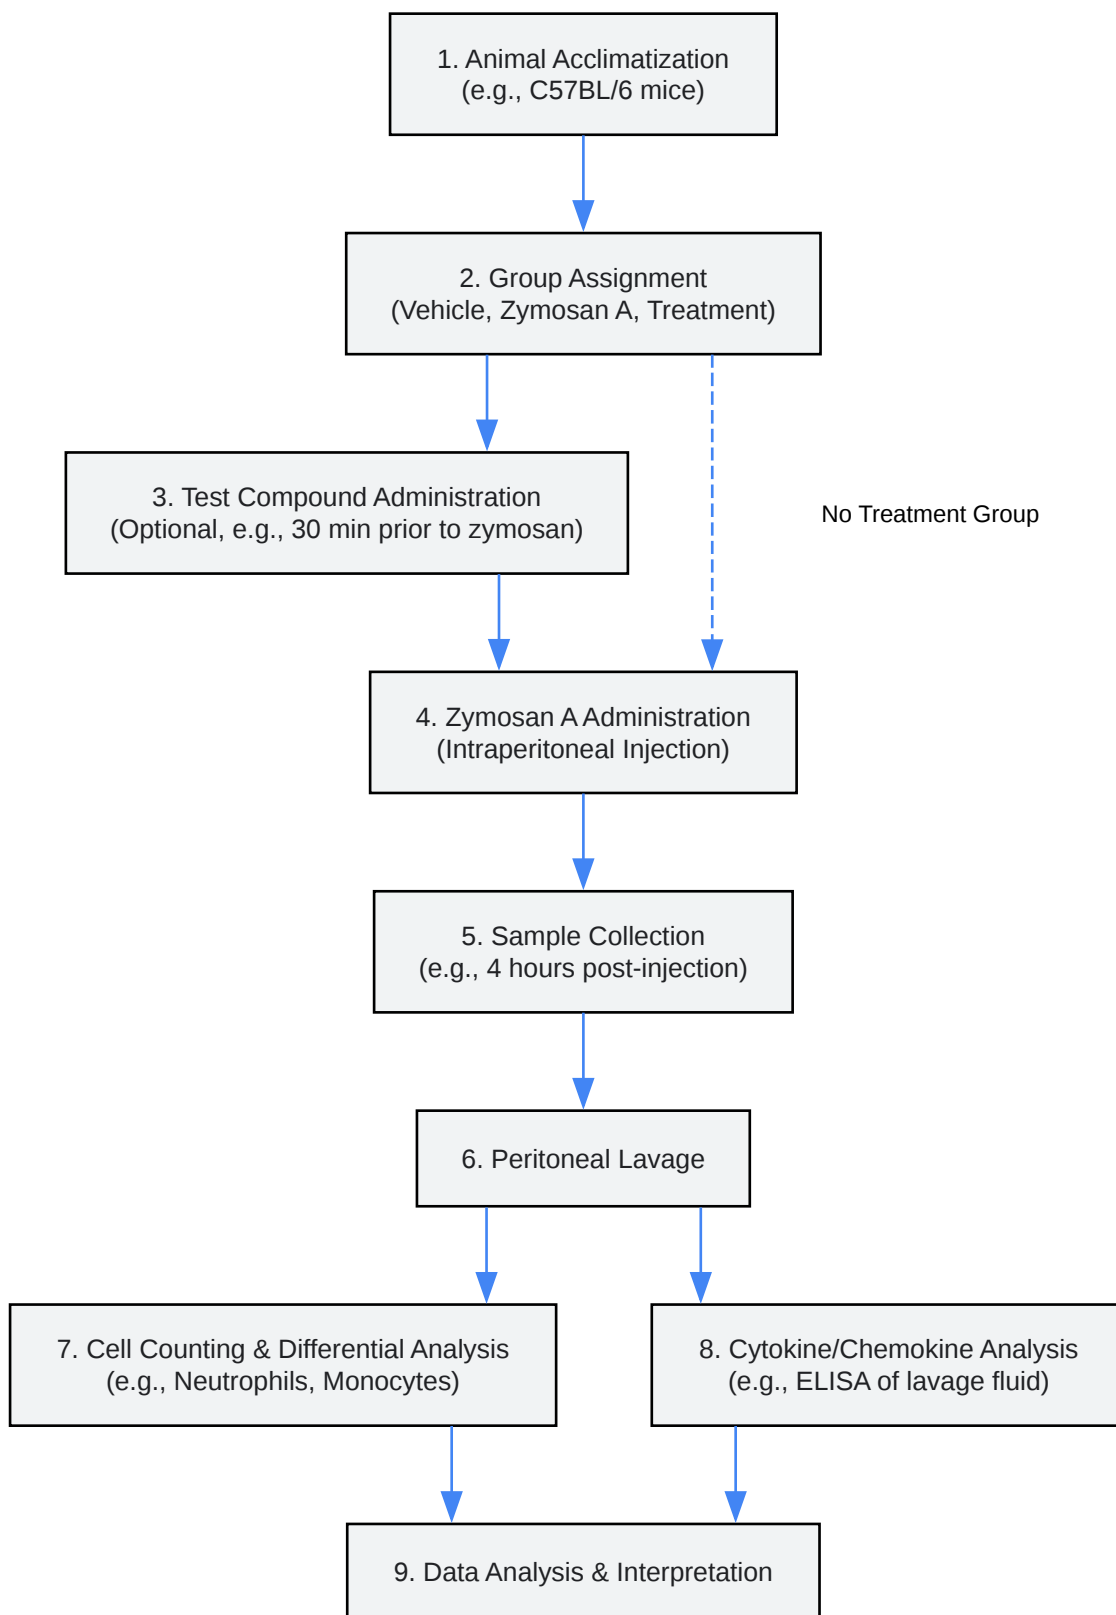 1. Animal Acclimatization
(e.g., C57BL/6 mice)
2. Group Assignment
(Vehicle, Zymosan A, Treatment)
3. Test Compound Administration
(Optional, e.g., 30 min prior to zymosan)
No Treatment Group
4. Zymosan A Administration
(Intraperitoneal Injection)
5. Sample Collection
(e.g., 4 hours post-injection)
6. Peritoneal Lavage
7. Cell Counting & Differential Analysis
(e.g., Neutrophils, Monocytes)
8. Cytokine/Chemokine Analysis
(e.g., ELISA of lavage fluid)
9. Data Analysis & Interpretation